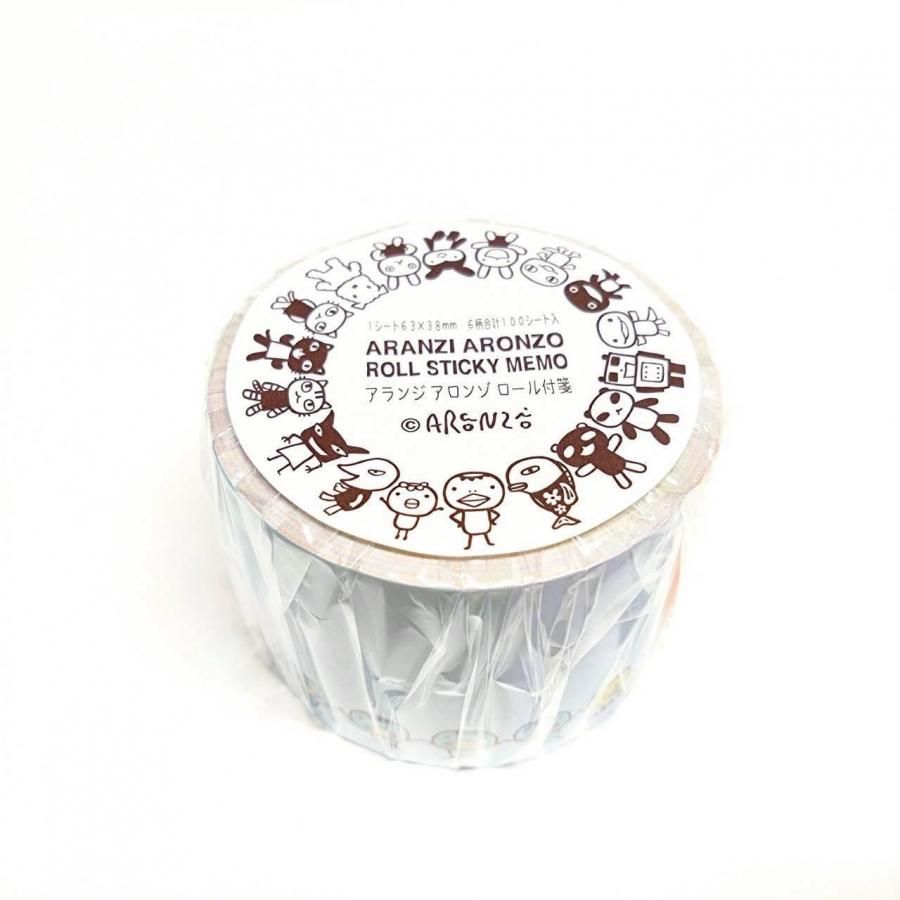 1シート63×38mm 6柄合計100シート入
ARANZI ARONZO
ROLL STICKY MEMO
アランジ アロンゾ ロール付箋
©ARONZO